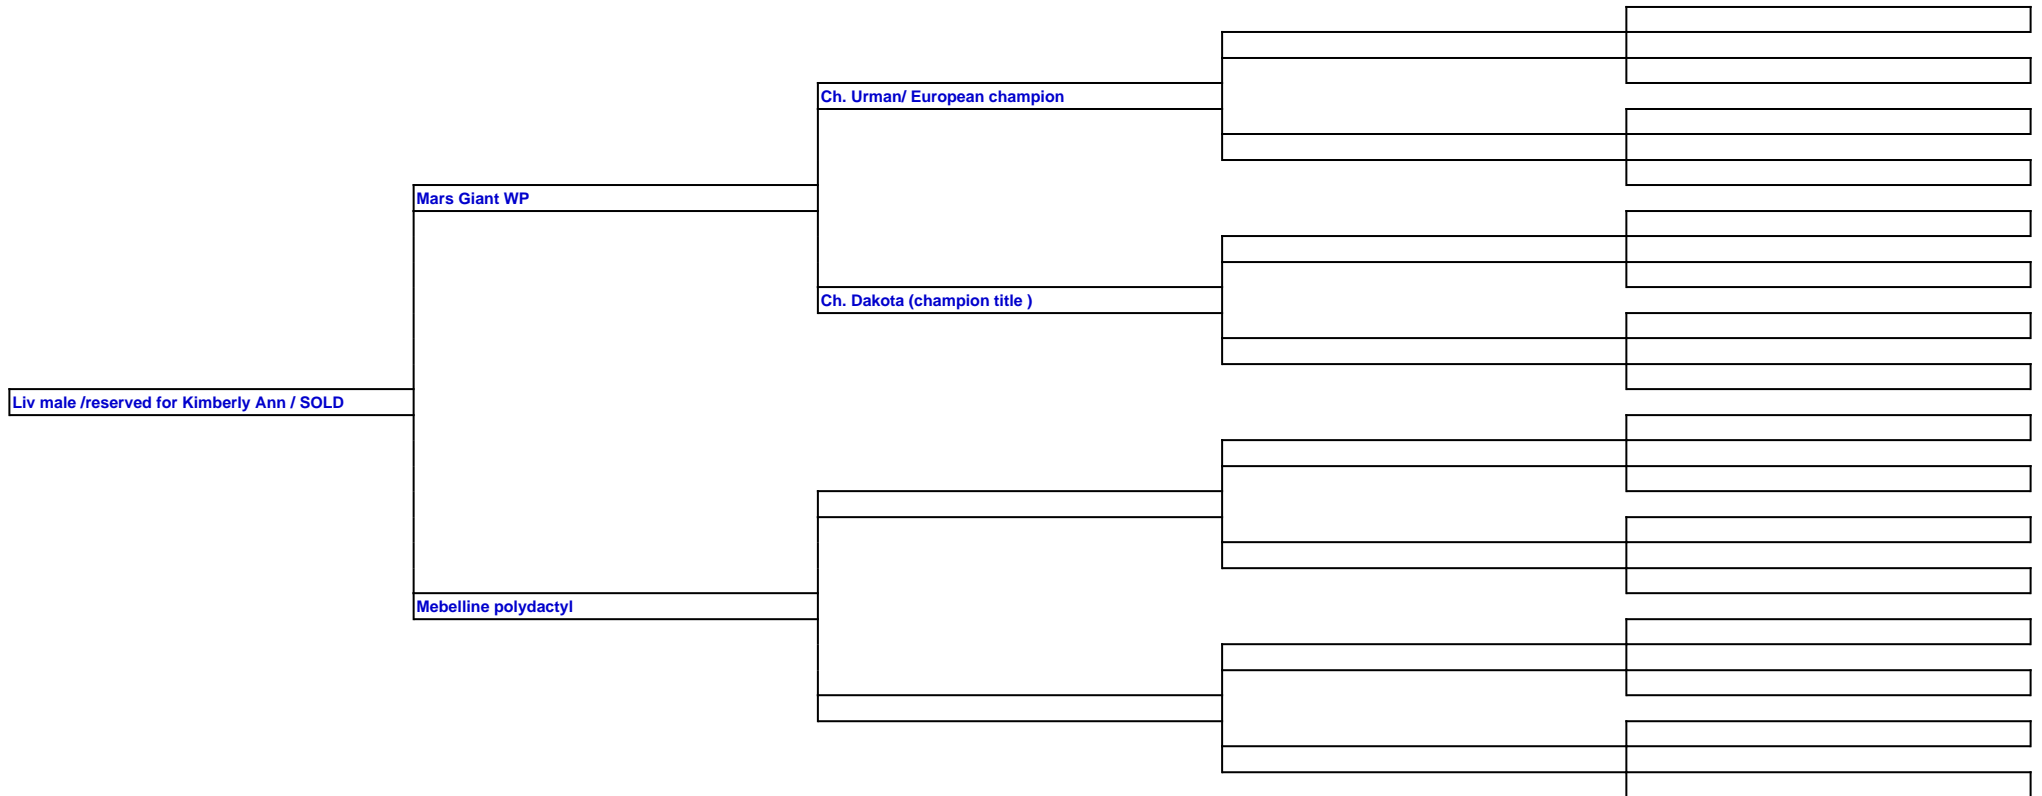 Ch. Urman/ European champion
Mars Giant WP
Ch. Dakota (champion title )
Liv male /reserved for Kimberly Ann / SOLD
Mebelline polydactyl